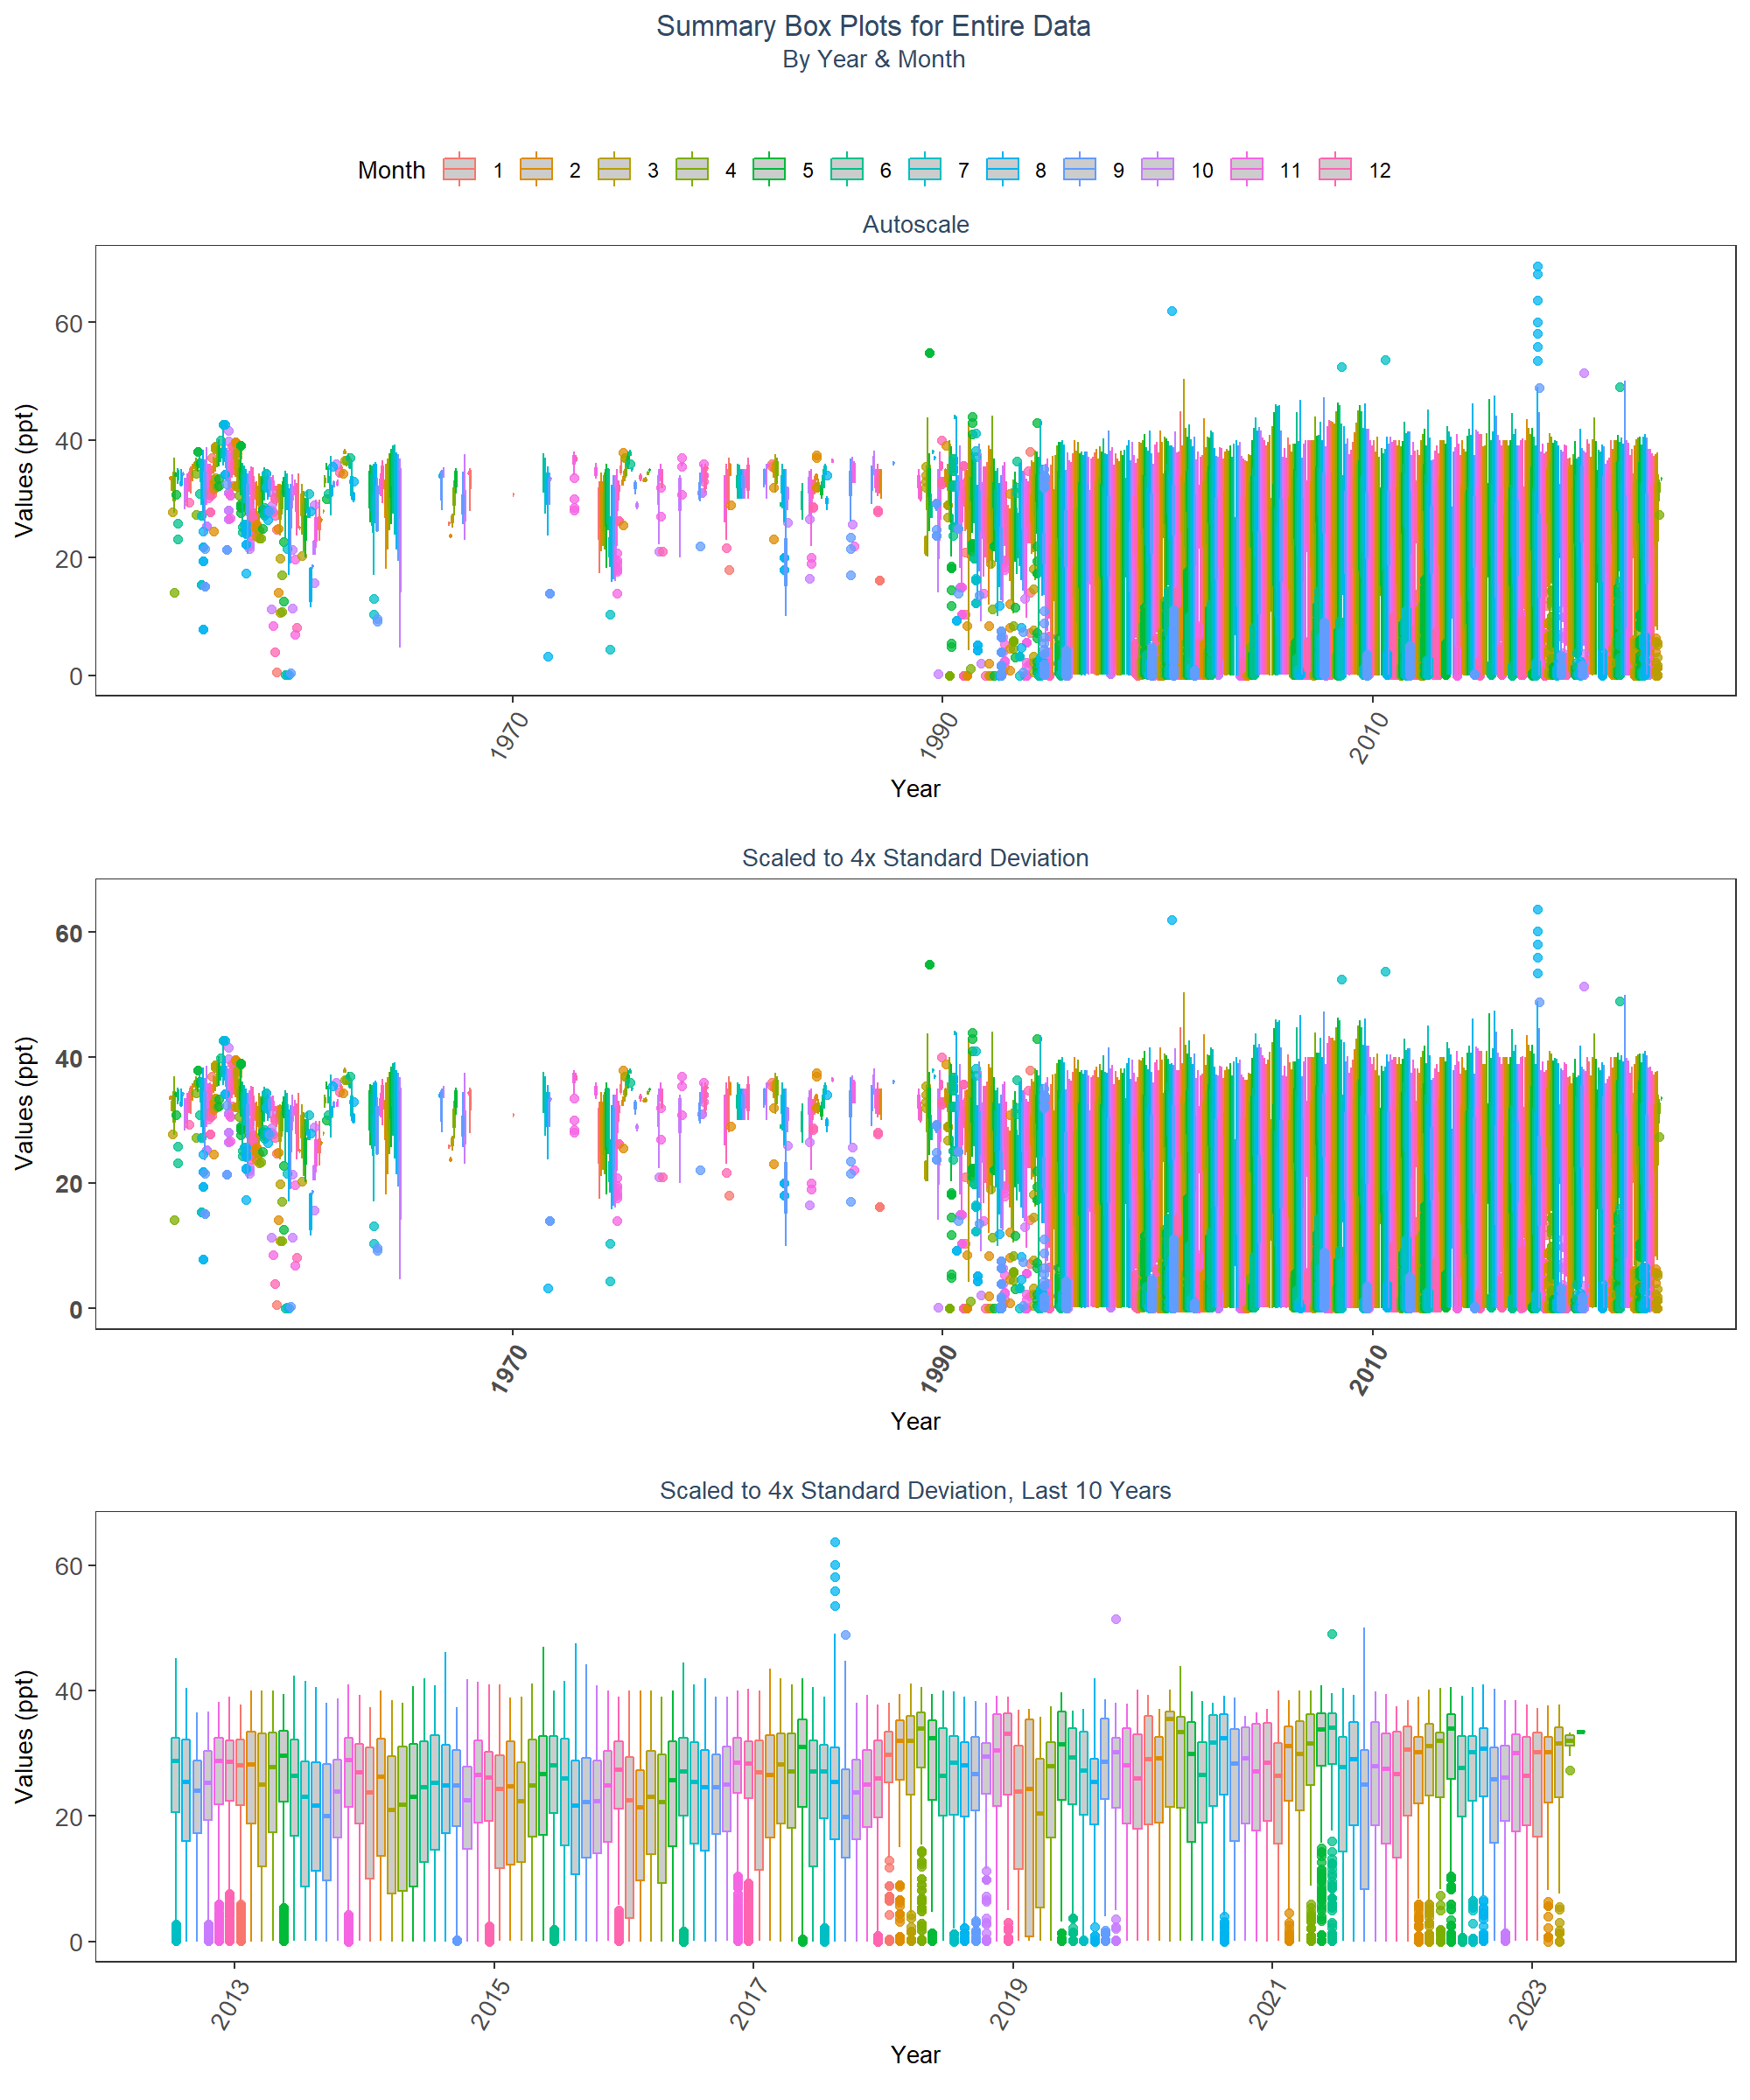 Summary Box Plots for Entire Data
By Year & Month
Month 1 2 3 4 5 6 7 8 9 10 11 12
Autoscale
Values (ppt)
60
40
20
0
1970 1990 2010
Year
Scaled to 4x Standard Deviation
Values (ppt)
60
40
20
0
1970 1990 2010
Year
Scaled to 4x Standard Deviation, Last 10 Years
Values (ppt)
60
40
20
0
2013 2015 2017 2019 2021 2023
Year